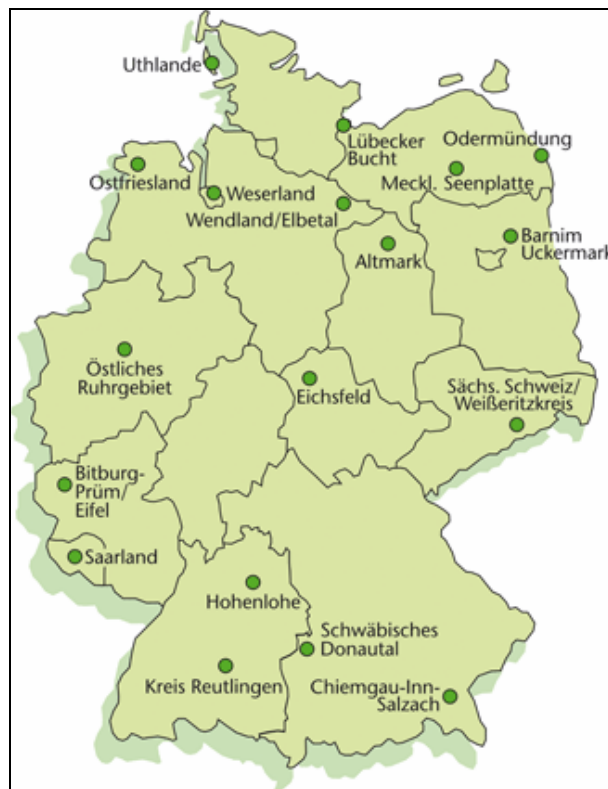 Uthlande
Lübecker
Bucht
Odermündung
Meckl. Seenplatte
Ostfriesland
Weserland
Wendland/Elbetal
Barnim
Uckermark
Altmark
Östliches
Ruhrgebiet
Eichsfeld
Sächs. Schweiz/
Weißeritzkreis
Bitburg-
Prüm/
Eifel
Saarland
Hohenlohe
Schwäbisches
Donautal
Kreis Reutlingen
Chiemgau-Inn-
Salzach